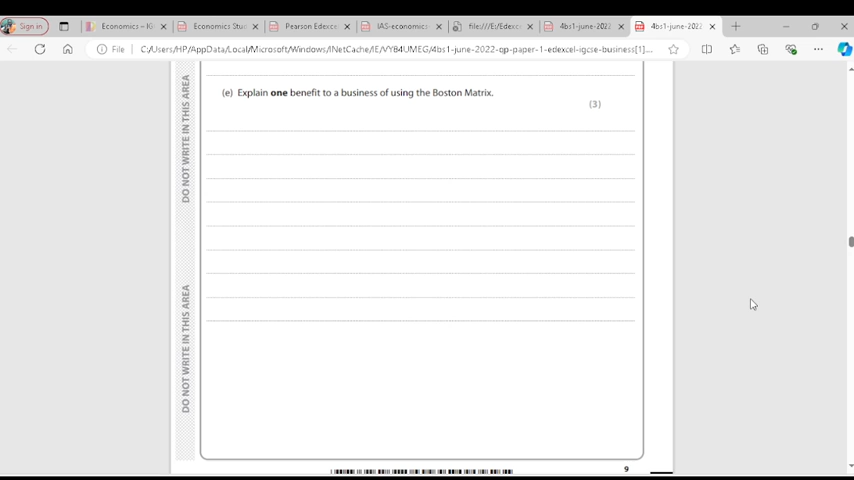 Sign in
Economics – K
Economics Stu
Pearson Edexce
IAS-economics
file:///E:/Edexc
4bs1-june-2022
4bs1-june-2022
File
C:/Users/HP/AppData/Local/Microsoft/Windows/INetCache/IE/VY84UMEG/4bs1-june-2022-qp-paper-1-edexcel-igcse-business[1]....
DO NOT WRITE IN THIS AREA
(e) Explain one benefit to a business of using the Boston Matrix.
(3)
DO NOT WRITE IN THIS AREA
9